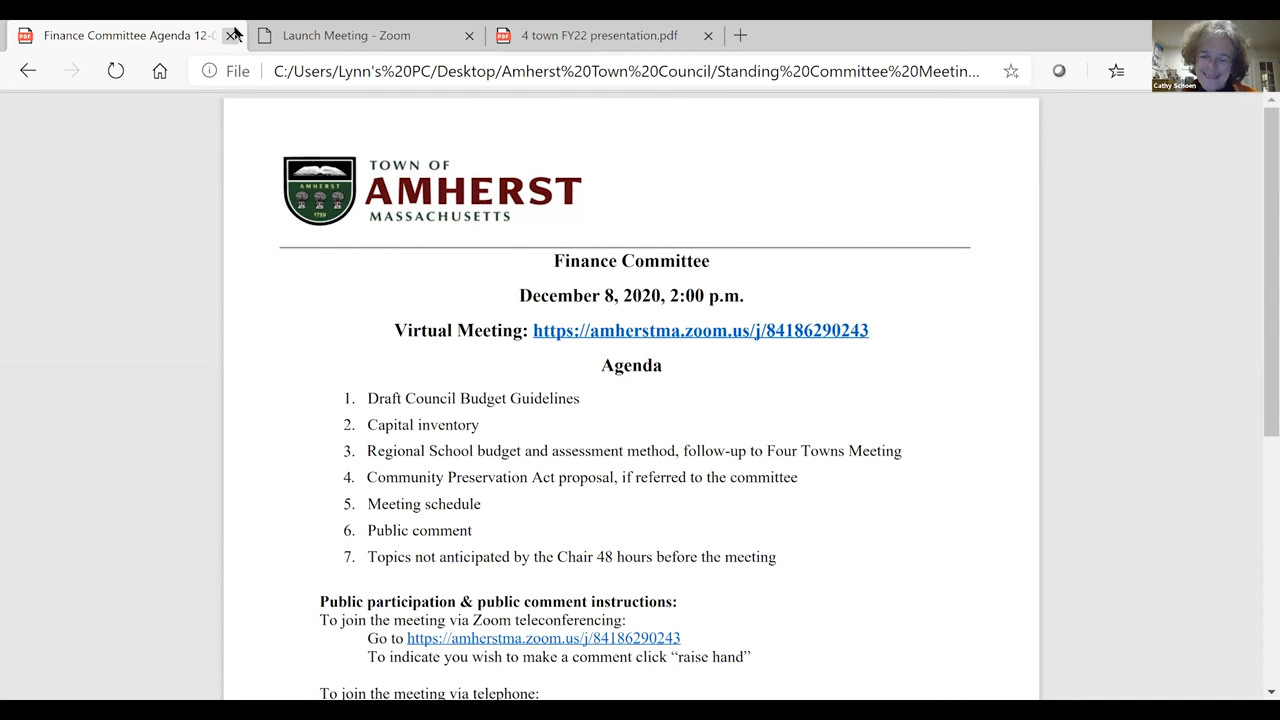 Finance Committee Agenda 12-0
Launch Meeting - Zoom
4 town FY22 presentation.pdf
File
C:/Users/Lynn's%20PC/Desktop/Amherst%20Town%20Council/Standing%20Committee%20Meetin...
Cathy Schoen
AMHERST
1759
TOWN OF
AMHERST
MASSACHUSETTS
Finance Committee
December 8, 2020, 2:00 p.m.
Virtual Meeting: https://amherstma.zoom.us/j/84186290243
Agenda
1. Draft Council Budget Guidelines
2. Capital inventory
3. Regional School budget and assessment method, follow-up to Four Towns Meeting
4. Community Preservation Act proposal, if referred to the committee
5. Meeting schedule
6. Public comment
7. Topics not anticipated by the Chair 48 hours before the meeting
Public participation & public comment instructions:
To join the meeting via Zoom teleconferencing:
Go to https://amherstma.zoom.us/j/84186290243
To indicate you wish to make a comment click “raise hand”
To join the meeting via telephone: